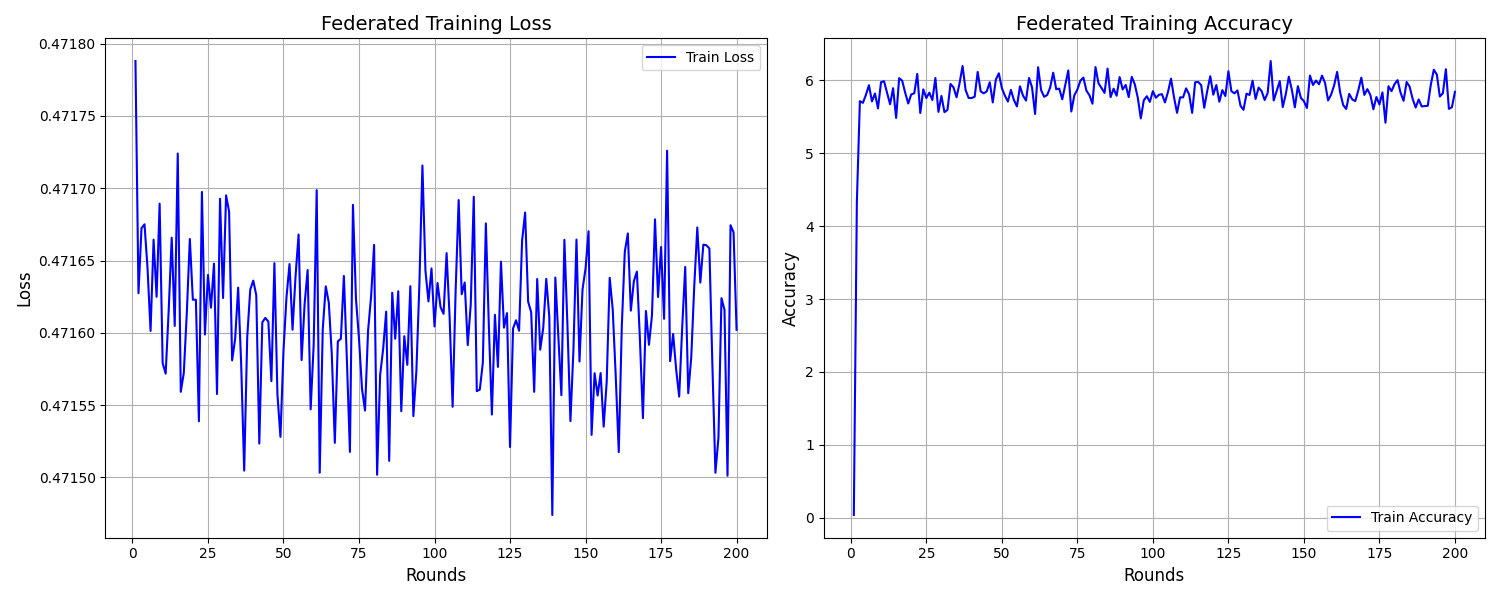 Federated Training Loss
0.47180
0.47175
0.47170
0.47165
0.47160
0.47155
0.47150
Loss
Train Loss
0 25 50 75 100 125 150 175 200
Rounds
Federated Training Accuracy
6
5
4
3
2
1
0
Accuracy
Train Accuracy
0 25 50 75 100 125 150 175 200
Rounds